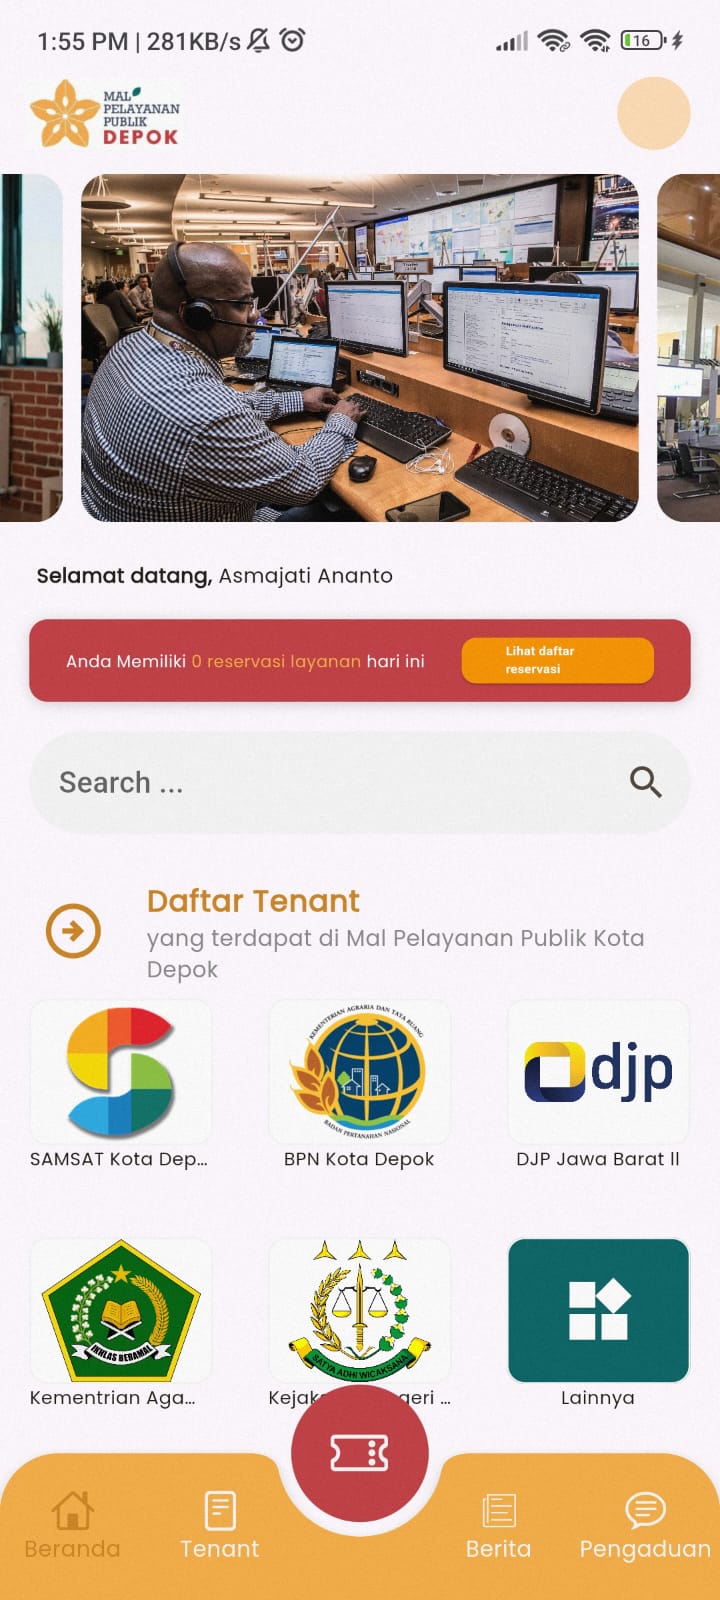 1:55 PM | 281KB/s
16
MAL
PELAYANAN
PUBLIK
DEPOK
Selamat datang, Asmajati Ananto
Anda Memiliki 0 reservasi layanan hari ini
Lihat daftar
reservasi
Search ...
Daftar Tenant
yang terdapat di Mal Pelayanan Publik Kota
Depok
KEMENTERIAN AGRARIA DAN TATA RUANG
BADAN PERTANAHAN NASIONAL
djp
SAMSAT Kota Dep...
BPN Kota Depok
DJP Jawa Barat II
IKHLAS BERAMAL
SATYA ADHI WICAKSANA
Kementrian Aga...
Kejak geri ...
Lainnya
Beranda
Tenant
Berita
Pengaduan